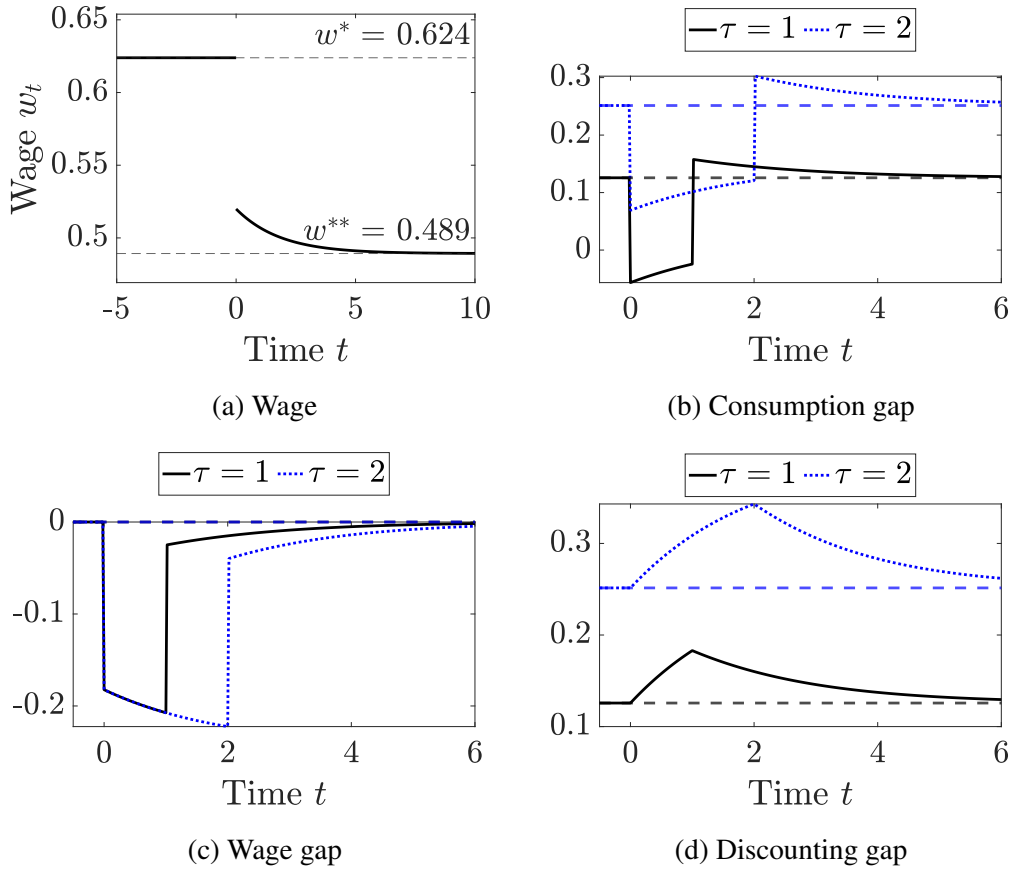 0.65
w* = 0.624
0.6
Wage w_t
0.55
w** = 0.489
0.5
-5 0 5 10
Time t
(a) Wage
τ = 1 τ = 2
0.3
0.2
0.1
0
0 2 4 6
Time t
(b) Consumption gap
τ = 1 τ = 2
0
-0.1
-0.2
0 2 4 6
Time t
(c) Wage gap
τ = 1 τ = 2
0.3
0.2
0.1
0 2 4 6
Time t
(d) Discounting gap